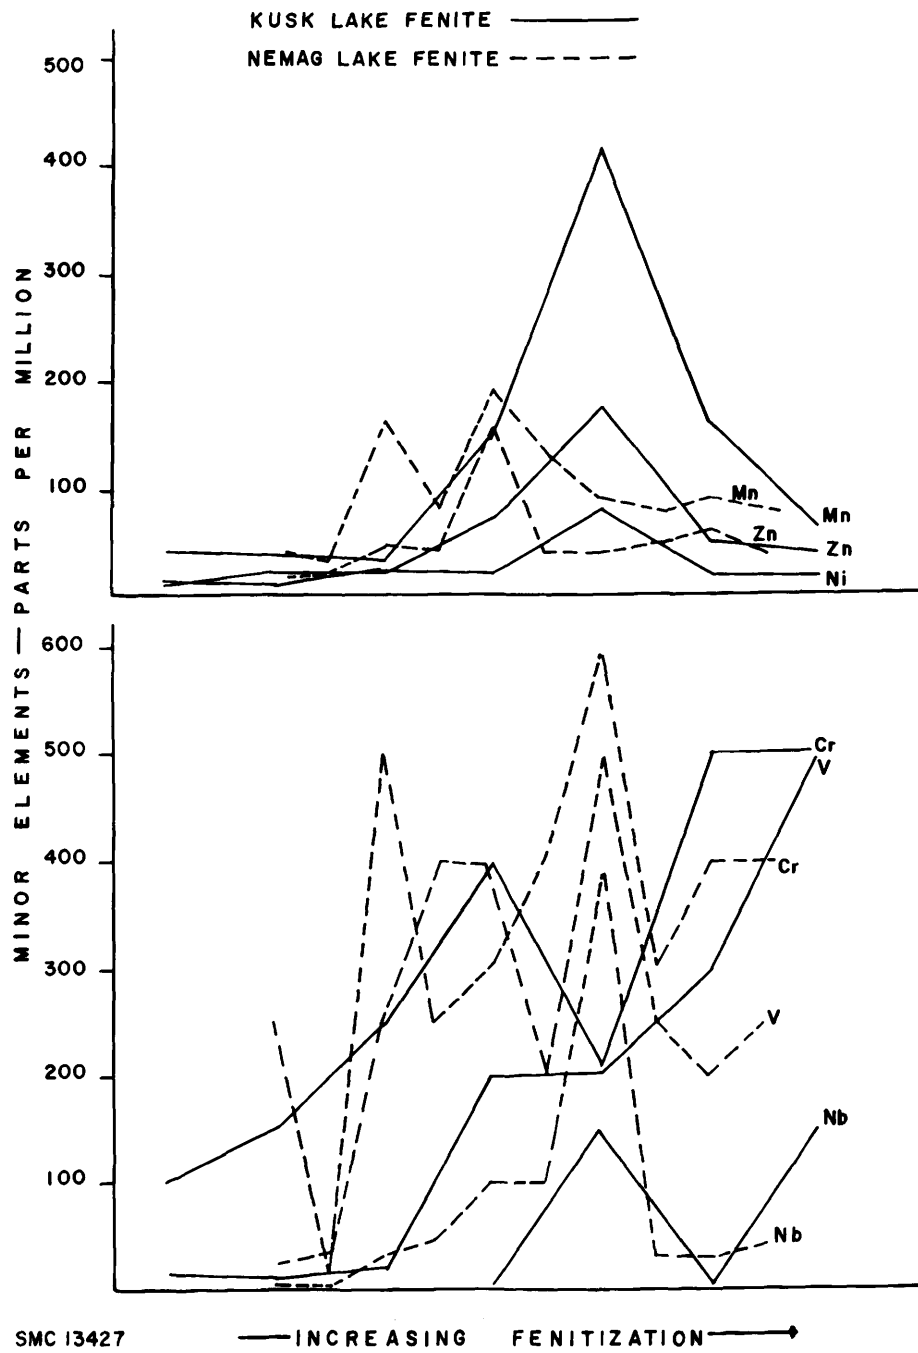 KUSK LAKE FENITE
NEMAG LAKE FENITE
500
400
300
200
100
Mn
Mn
Zn
Zn
Ni
MINOR ELEMENTS — PARTS PER MILLION
600
500
400
300
200
100
Cr
V
Cr
V
Nb
Nb
SMC 13427
INCREASING FENITIZATION